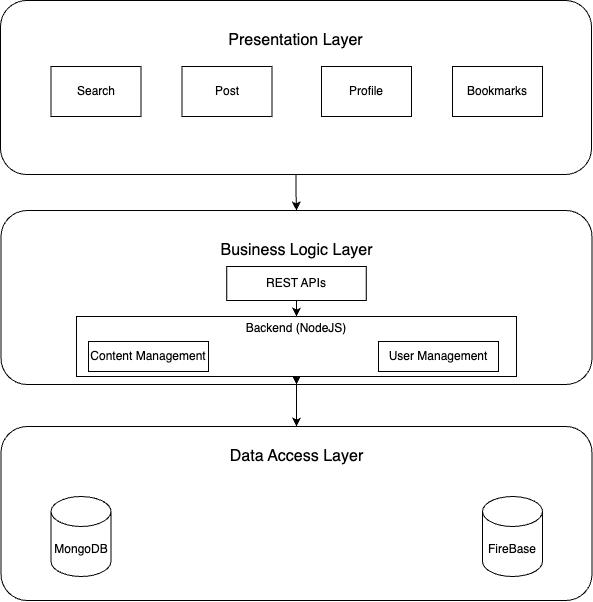 Presentation Layer
Search
Post
Profile
Bookmarks
Business Logic Layer
REST APIs
Backend (NodeJS)
Content Management
User Management
Data Access Layer
MongoDB
FireBase